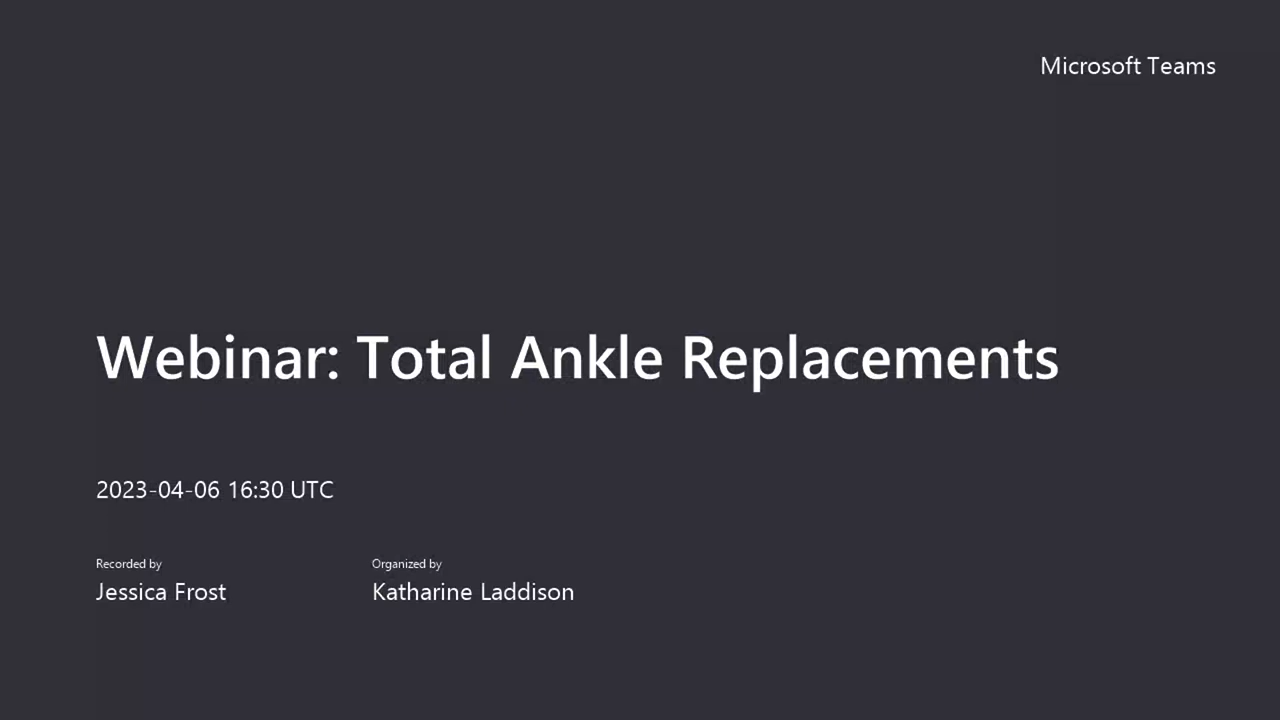 Microsoft Teams
Webinar: Total Ankle Replacements
2023-04-06 16:30 UTC
Recorded by
Jessica Frost
Organized by
Katharine Laddison